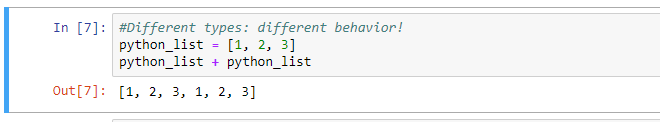 In [7]: #Different types: different behavior!
python_list = [1, 2, 3]
python_list + python_list
Out[7]: [1, 2, 3, 1, 2, 3]